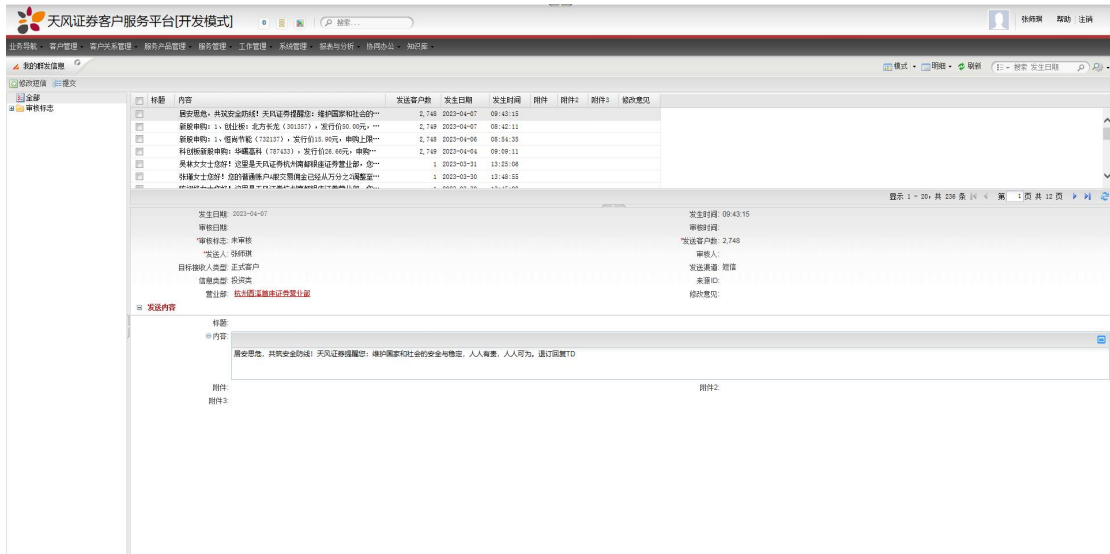 天风证券客户服务平台[开发模式]
搜索...
张师琪 帮助 注销
业务导航 客户管理 客户关系管理 服务产品管理 服务管理 工作管理 系统管理 报表与分析 协同办公 知识库
我的群发信息
模式 明细 刷新 搜索 发生日期
修改短信 提交
全部
审核标志
标题 内容 发送客户数 发生日期 发生时间 附件 附件2 附件3 修改意见
居安思危，共筑安全防线！天风证券提醒您：维护国家和社会的… 2,748 2023-04-07 09:43:15
新股申购：1、创业板：北方长龙（301357），发行价50.00元，… 2,749 2023-04-07 08:42:11
新股申购：1、恒尚节能（732137），发行价15.90元，申购上限… 2,748 2023-04-06 08:54:35
科创板新股申购：华曙高科（787433），发行价26.66元，申购… 2,749 2023-04-04 09:09:11
吴林女女士您好！这里是天风证券杭州南都银座证券营业部，您… 1 2023-03-31 13:25:06
张瑾女士您好！您的普通账户A股交易佣金已经从万分之2调整至… 1 2023-03-30 13:48:55
显示 1 - 20，共 236 条 第 1 页 共 12 页
发生日期: 2023-04-07 发生时间: 09:43:15
审核日期: 审核时间:
*审核标志: 未审核 *发送客户数: 2,748
*发送人: 张师琪 审核人:
目标接收人类型: 正式客户 发送渠道: 短信
信息类型: 投资类 来源ID:
营业部: 杭州西溪首座证券营业部 修改意见:
发送内容
标题:
内容:
居安思危，共筑安全防线！天风证券提醒您：维护国家和社会的安全与稳定，人人有责，人人可为。退订回复TD
附件: 附件2:
附件3: